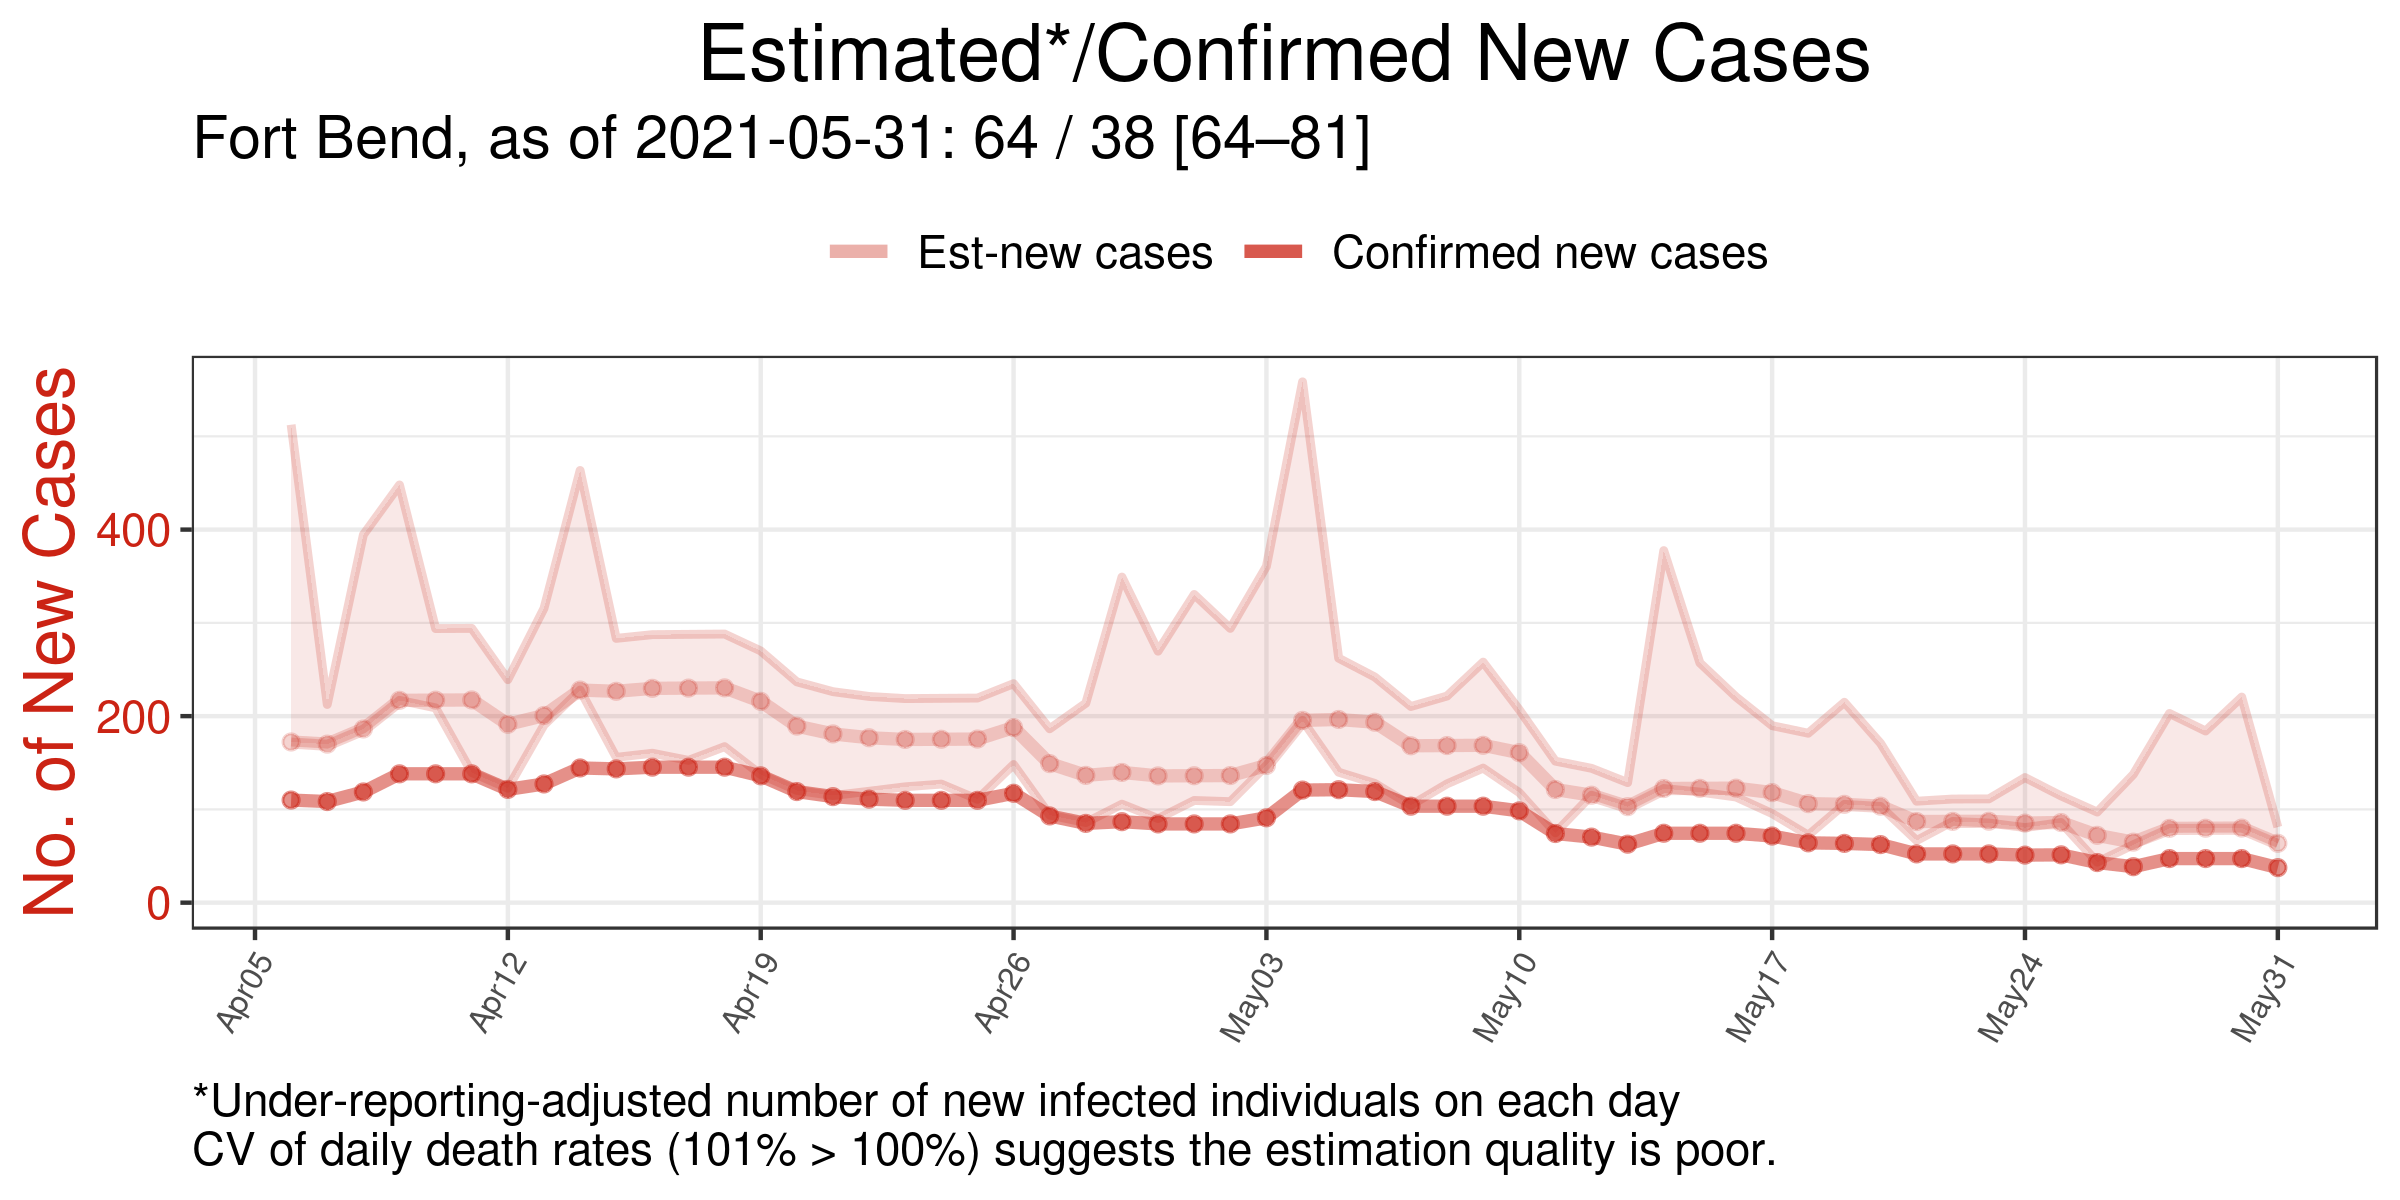 Estimated*/Confirmed New Cases
Fort Bend, as of 2021-05-31: 64 / 38 [64–81]
Est-new cases
Confirmed new cases
No. of New Cases
400
200
0
Apr05
Apr12
Apr19
Apr26
May03
May10
May17
May24
May31
*Under-reporting-adjusted number of new infected individuals on each day
CV of daily death rates (101% > 100%) suggests the estimation quality is poor.